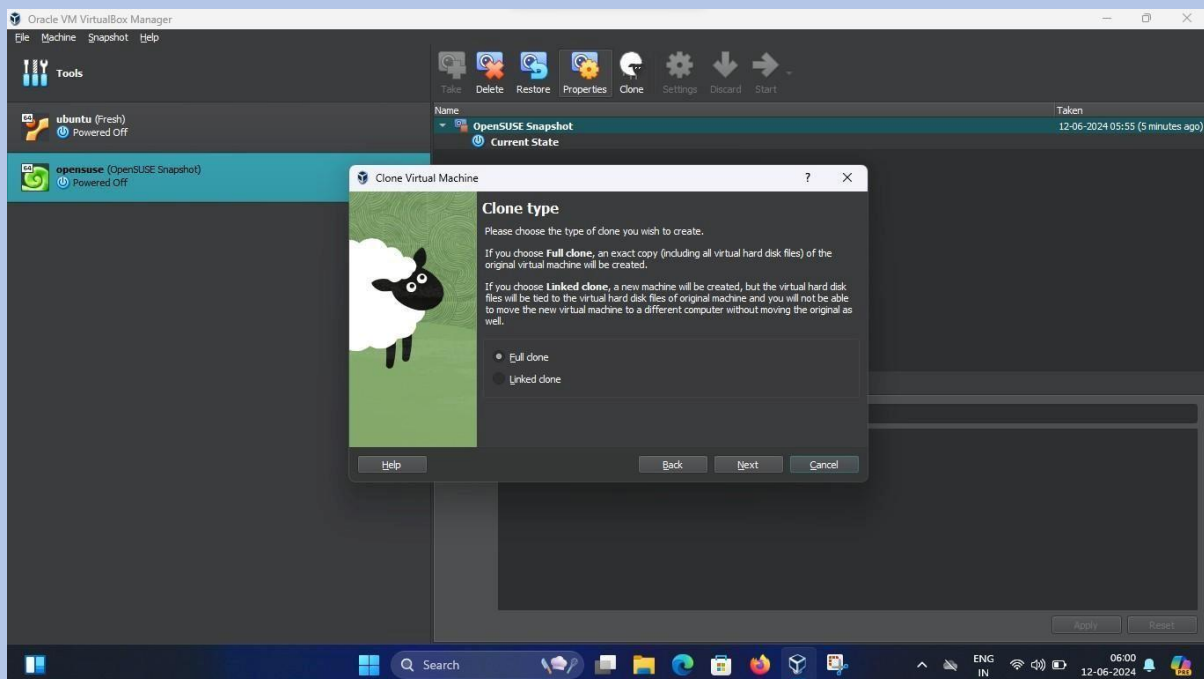 Oracle VM VirtualBox Manager
File Machine Snapshot Help
Tools
Take Delete Restore Properties Clone Settings Discard Start
Name Taken
64 ubuntu (Fresh)
Powered Off
OpenSUSE Snapshot 12-06-2024 05:55 (5 minutes ago)
Current State
64 opensuse (OpenSUSE Snapshot)
Powered Off
Clone Virtual Machine ?
Clone type
Please choose the type of clone you wish to create.
If you choose Full clone, an exact copy (including all virtual hard disk files) of the
original virtual machine will be created.
If you choose Linked clone, a new machine will be created, but the virtual hard disk
files will be tied to the virtual hard disk files of original machine and you will not be able
to move the new virtual machine to a different computer without moving the original as
well.
Full clone
Linked clone
Help Back Next Cancel
Apply Reset
Search
ENG
IN
06:00
12-06-2024
PRE